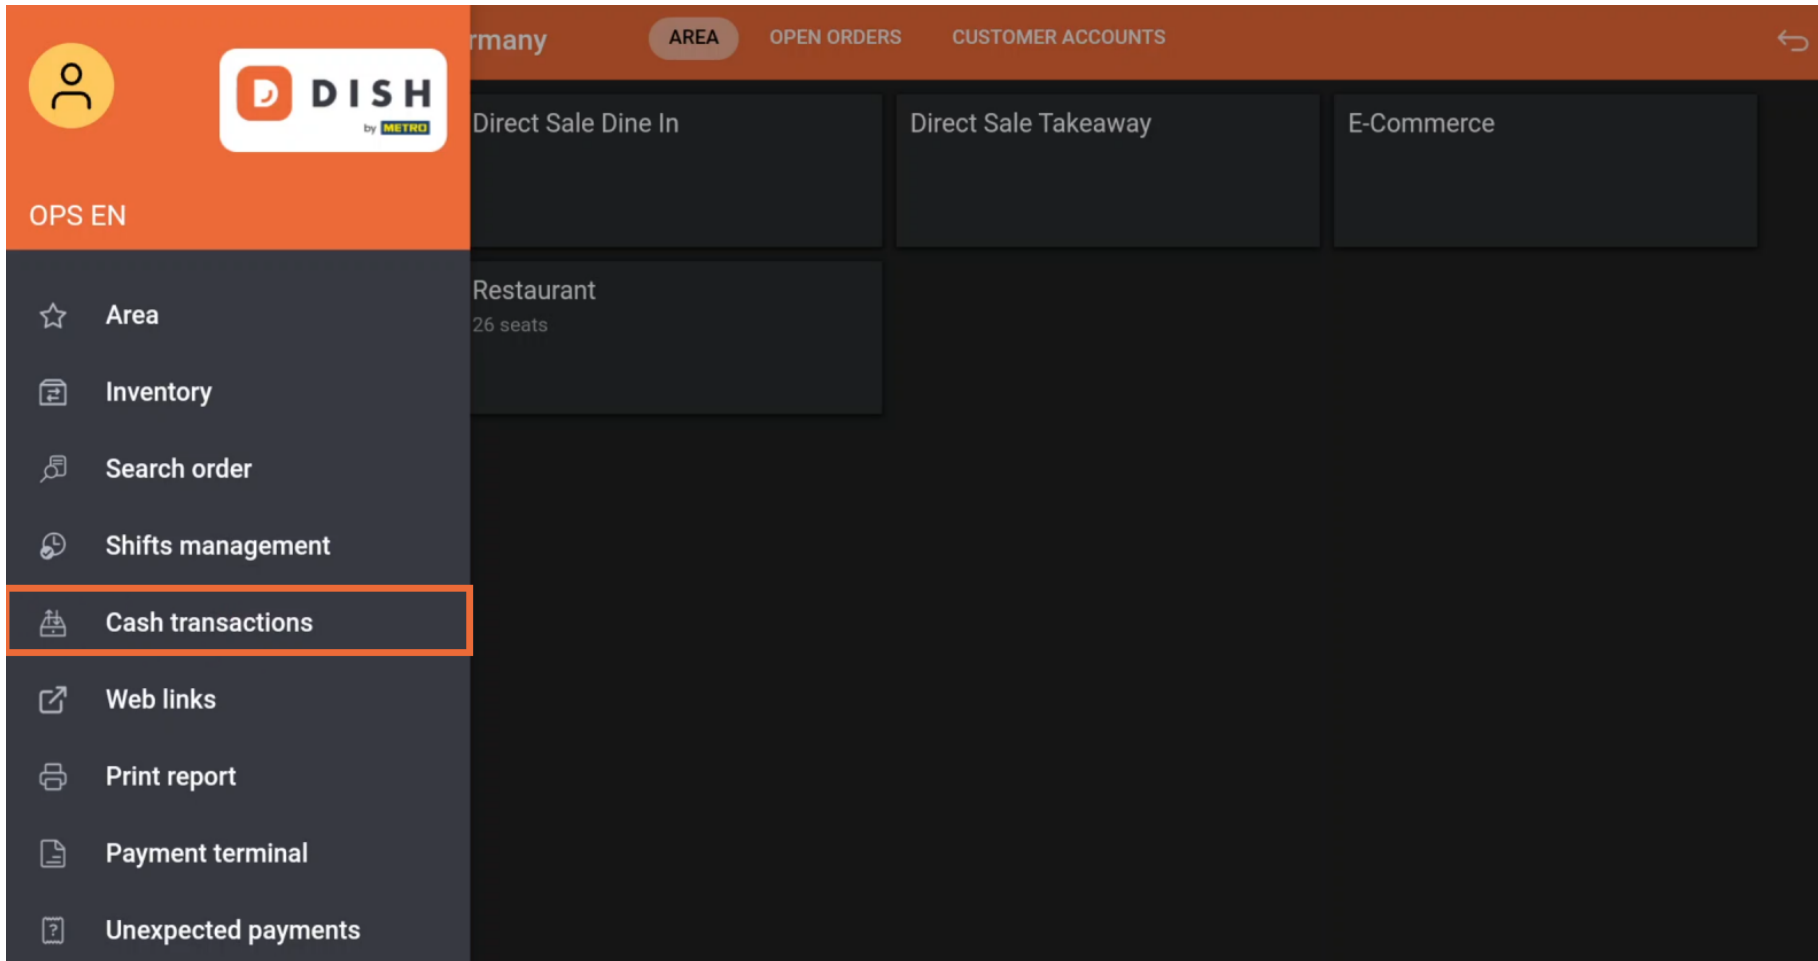 rmany
AREA
OPEN ORDERS
CUSTOMER ACCOUNTS
DISH
by METRO
OPS EN
Area
Inventory
Search order
Shifts management
Cash transactions
Web links
Print report
Payment terminal
Unexpected payments
Direct Sale Dine In
Direct Sale Takeaway
E-Commerce
Restaurant
26 seats